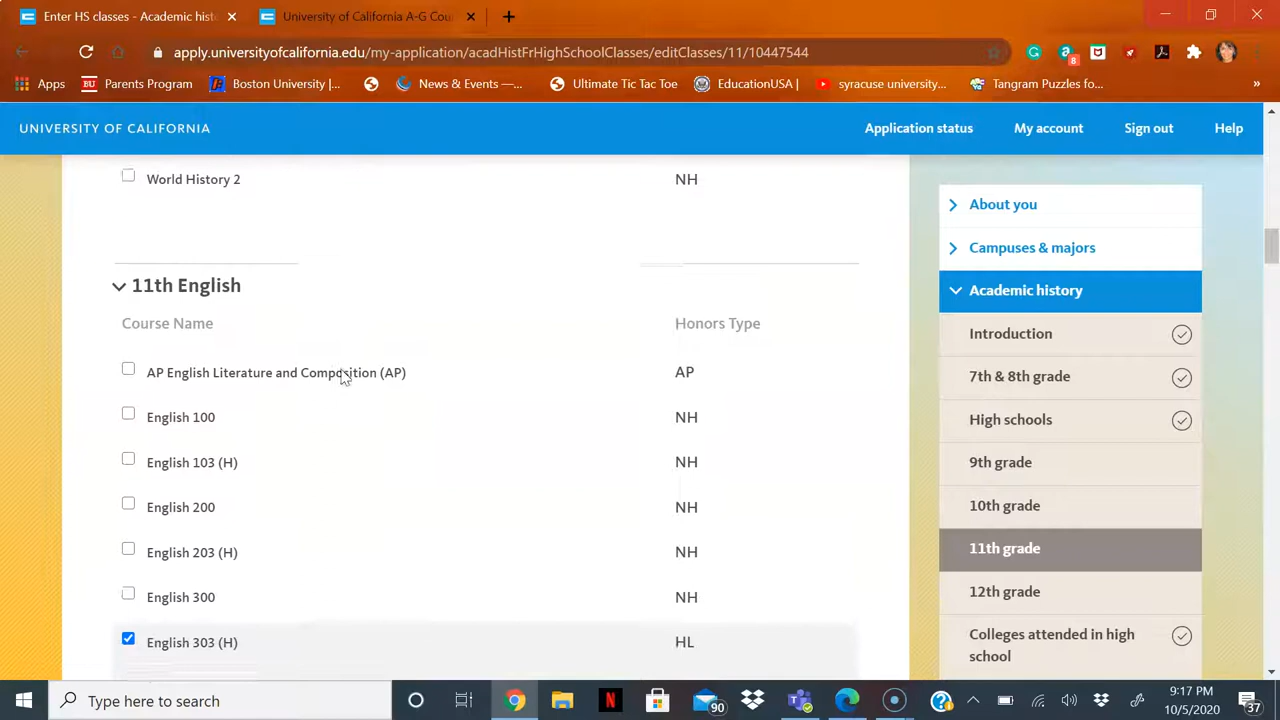 Enter HS classes - Academic hist
University of California A-G Cou
apply.universityofcalifornia.edu/my-application/acadHistFrHighSchoolClasses/editClasses/11/10447544
8
Apps
BU
Parents Program
Boston University |...
News & Events —...
Ultimate Tic Tac Toe
EducationUSA |
syracuse university...
Tangram Puzzles fo...
»
UNIVERSITY OF CALIFORNIA
Application status
My account
Sign out
Help
World History 2 NH
11th English
Course Name Honors Type
AP English Literature and Composition (AP) AP
English 100 NH
English 103 (H) NH
English 200 NH
English 203 (H) NH
English 300 NH
English 303 (H) HL
About you
Campuses & majors
Academic history
Introduction
7th & 8th grade
High schools
9th grade
10th grade
11th grade
12th grade
Colleges attended in high
school
Type here to search
N
90
9:17 PM
10/5/2020
37